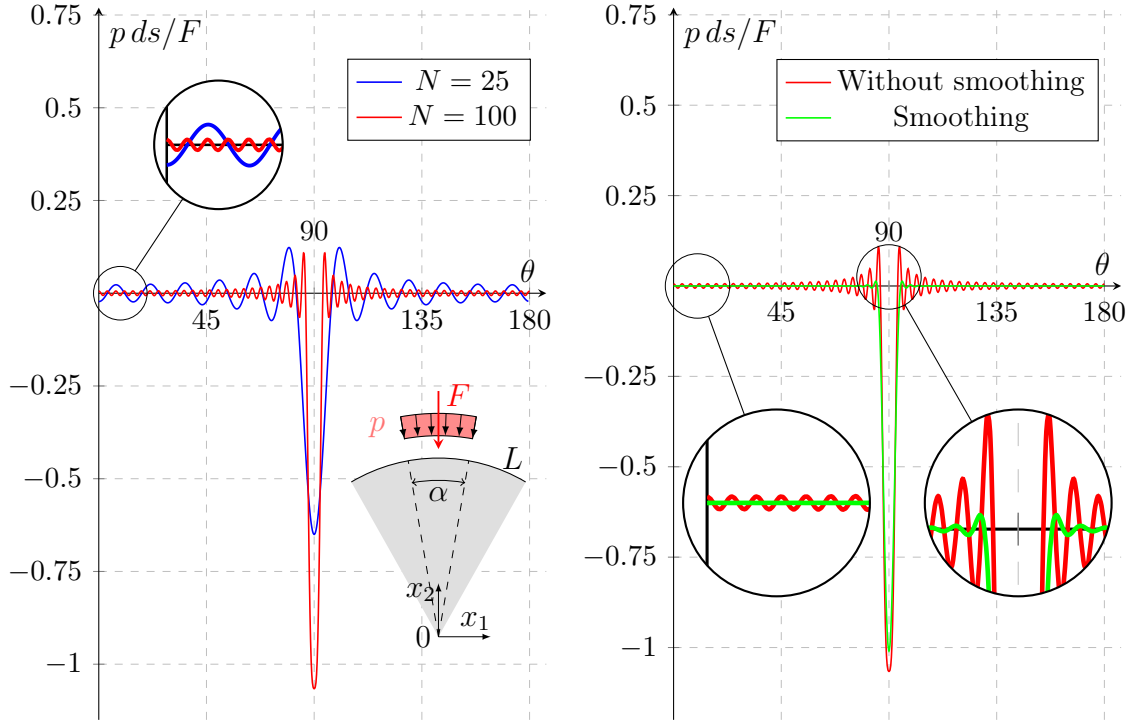 0.75
p ds/F
N = 25
N = 100
0.5
0.25
90
θ
45
135
180
−0.25
F
p
−0.5
L
α
−0.75
x2
x1
0
−1
0.75
p ds/F
Without smoothing
Smoothing
0.5
0.25
90
θ
45
135
180
−0.25
−0.5
−0.75
−1